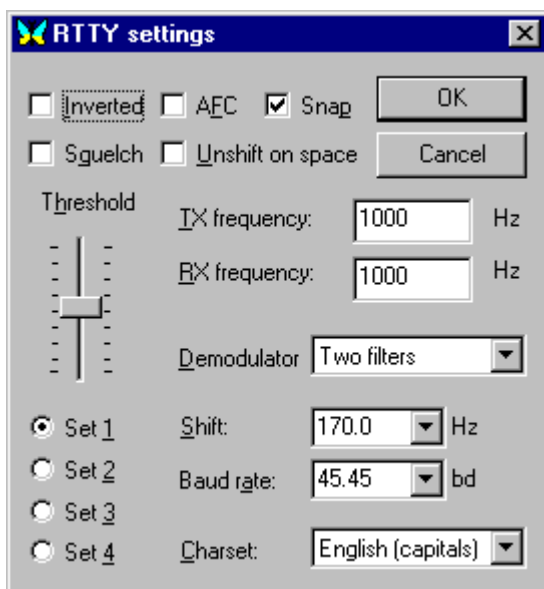 RTTY settings
Inverted AFC Snap OK
Squelch Unshift on space Cancel
Threshold
TX frequency: 1000 Hz
RX frequency: 1000 Hz
Demodulator Two filters
Set 1 Shift: 170.0 Hz
Set 2 Baud rate: 45.45 bd
Set 3
Set 4 Charset: English (capitals)